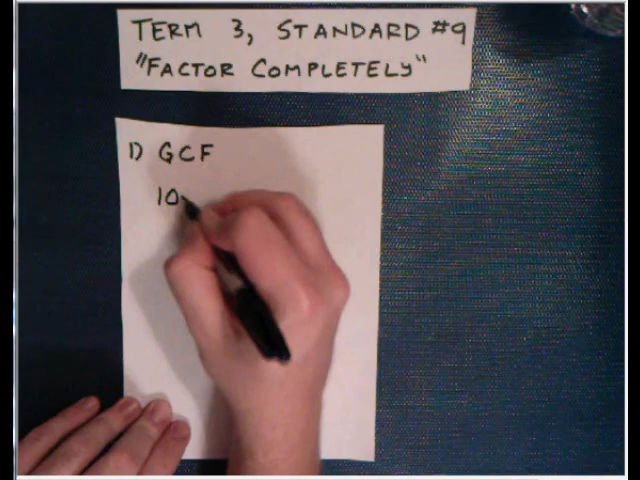 TERM 3, STANDARD #9
"FACTOR COMPLETELY"
1) GCF
10